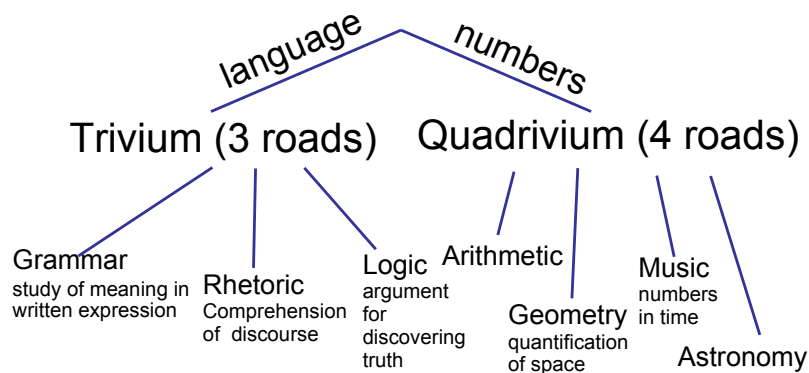 language
numbers
Trivium (3 roads)
Quadrivium (4 roads)
Grammar
study of meaning in
written expression
Rhetoric
Comprehension
of discourse
Logic
argument
for
discovering
truth
Arithmetic
Geometry
quantification
of space
Music
numbers
in time
Astronomy